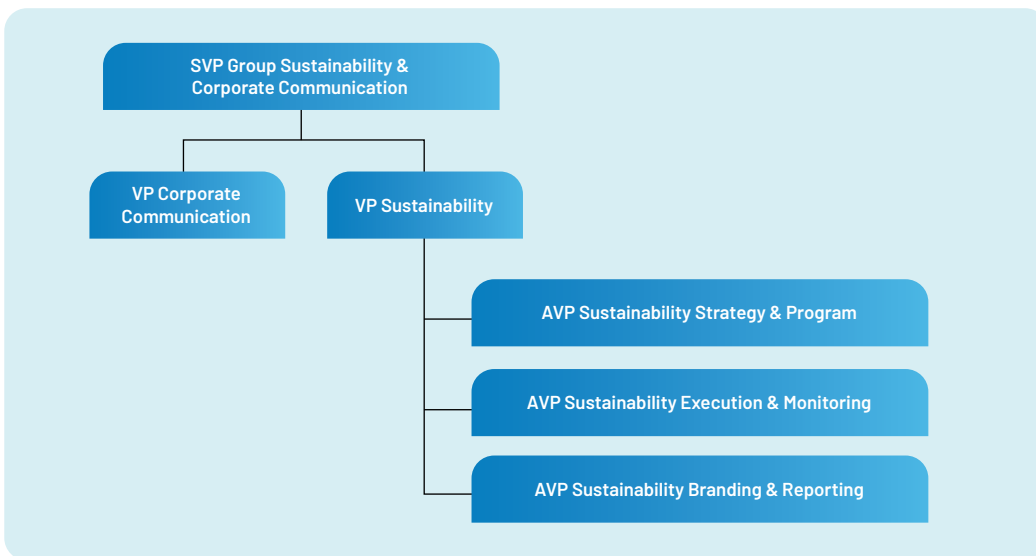 SVP Group Sustainability &
Corporate Communication
VP Corporate
Communication
VP Sustainability
AVP Sustainability Strategy & Program
AVP Sustainability Execution & Monitoring
AVP Sustainability Branding & Reporting